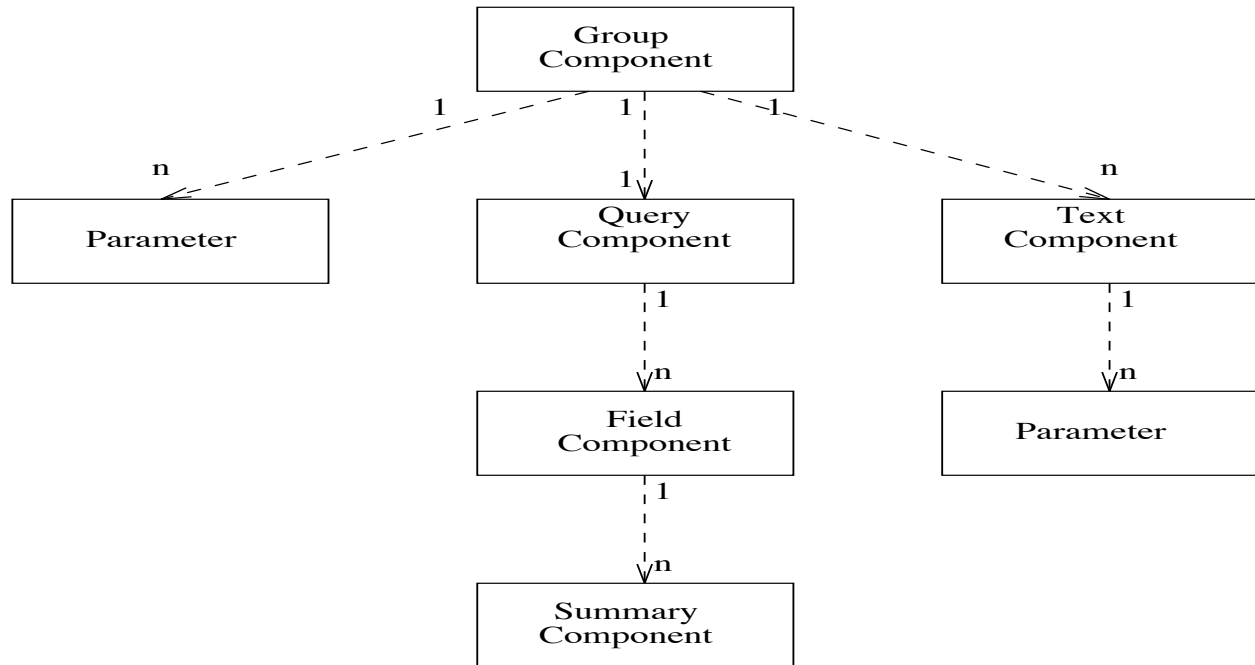 Group
Component
1
1
1
n
1
n
Parameter
Query
Component
Text
Component
1
1
n
n
Field
Component
Parameter
1
n
Summary
Component